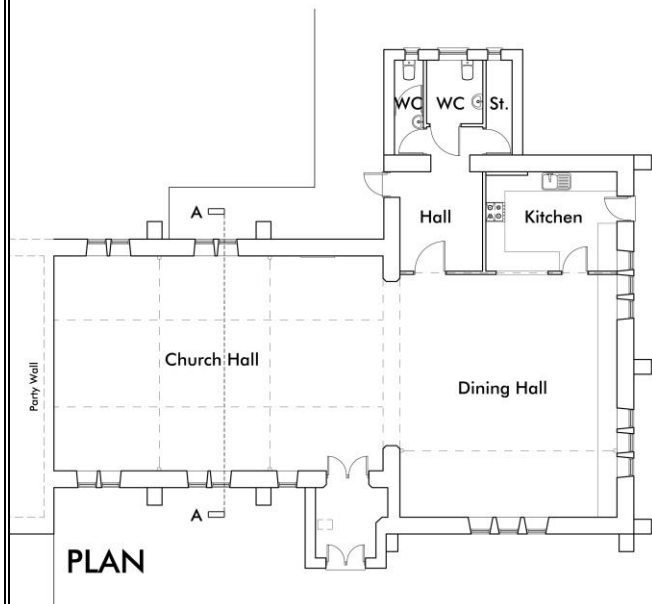 WC
WC
St.
A
Hall
Kitchen
Church Hall
Party Wall
Dining Hall
A
PLAN